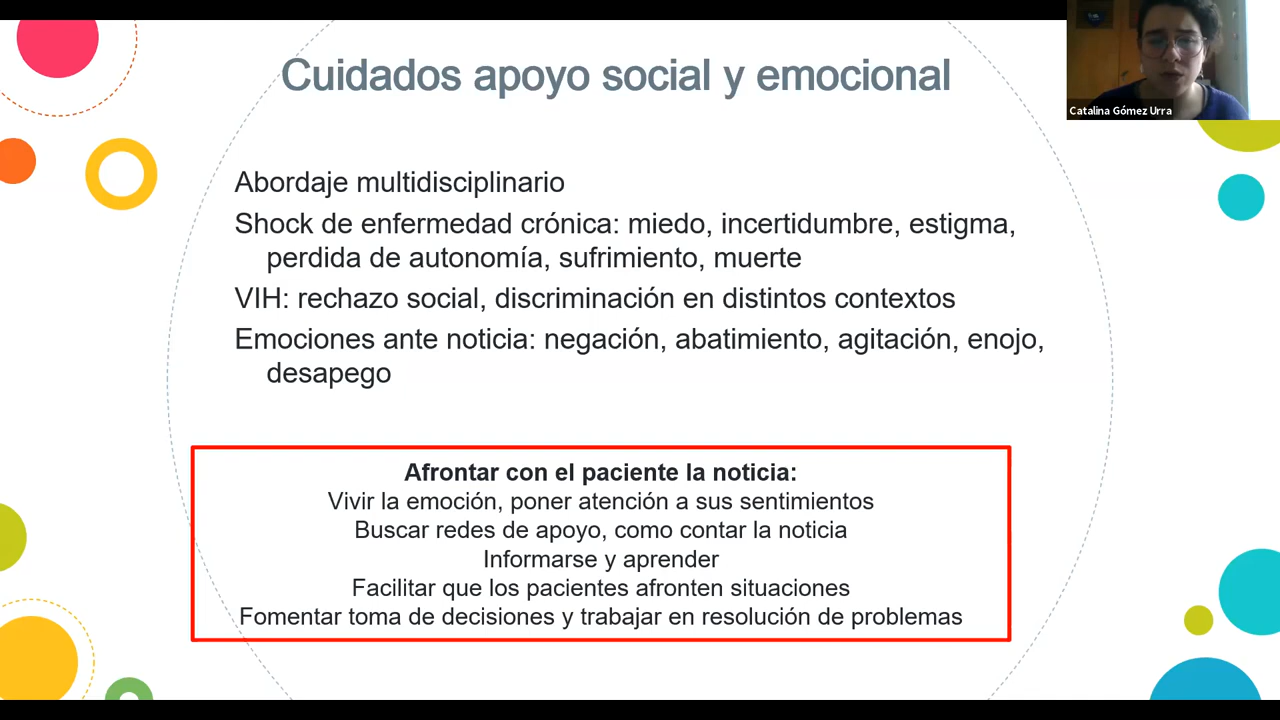 Cuidados apoyo social y emocional
Catalina Gómez Urra
Abordaje multidisciplinario
Shock de enfermedad crónica: miedo, incertidumbre, estigma,
perdida de autonomía, sufrimiento, muerte
VIH: rechazo social, discriminación en distintos contextos
Emociones ante noticia: negación, abatimiento, agitación, enojo,
desapego
Afrontar con el paciente la noticia:
Vivir la emoción, poner atención a sus sentimientos
Buscar redes de apoyo, como contar la noticia
Informarse y aprender
Facilitar que los pacientes afronten situaciones
Fomentar toma de decisiones y trabajar en resolución de problemas